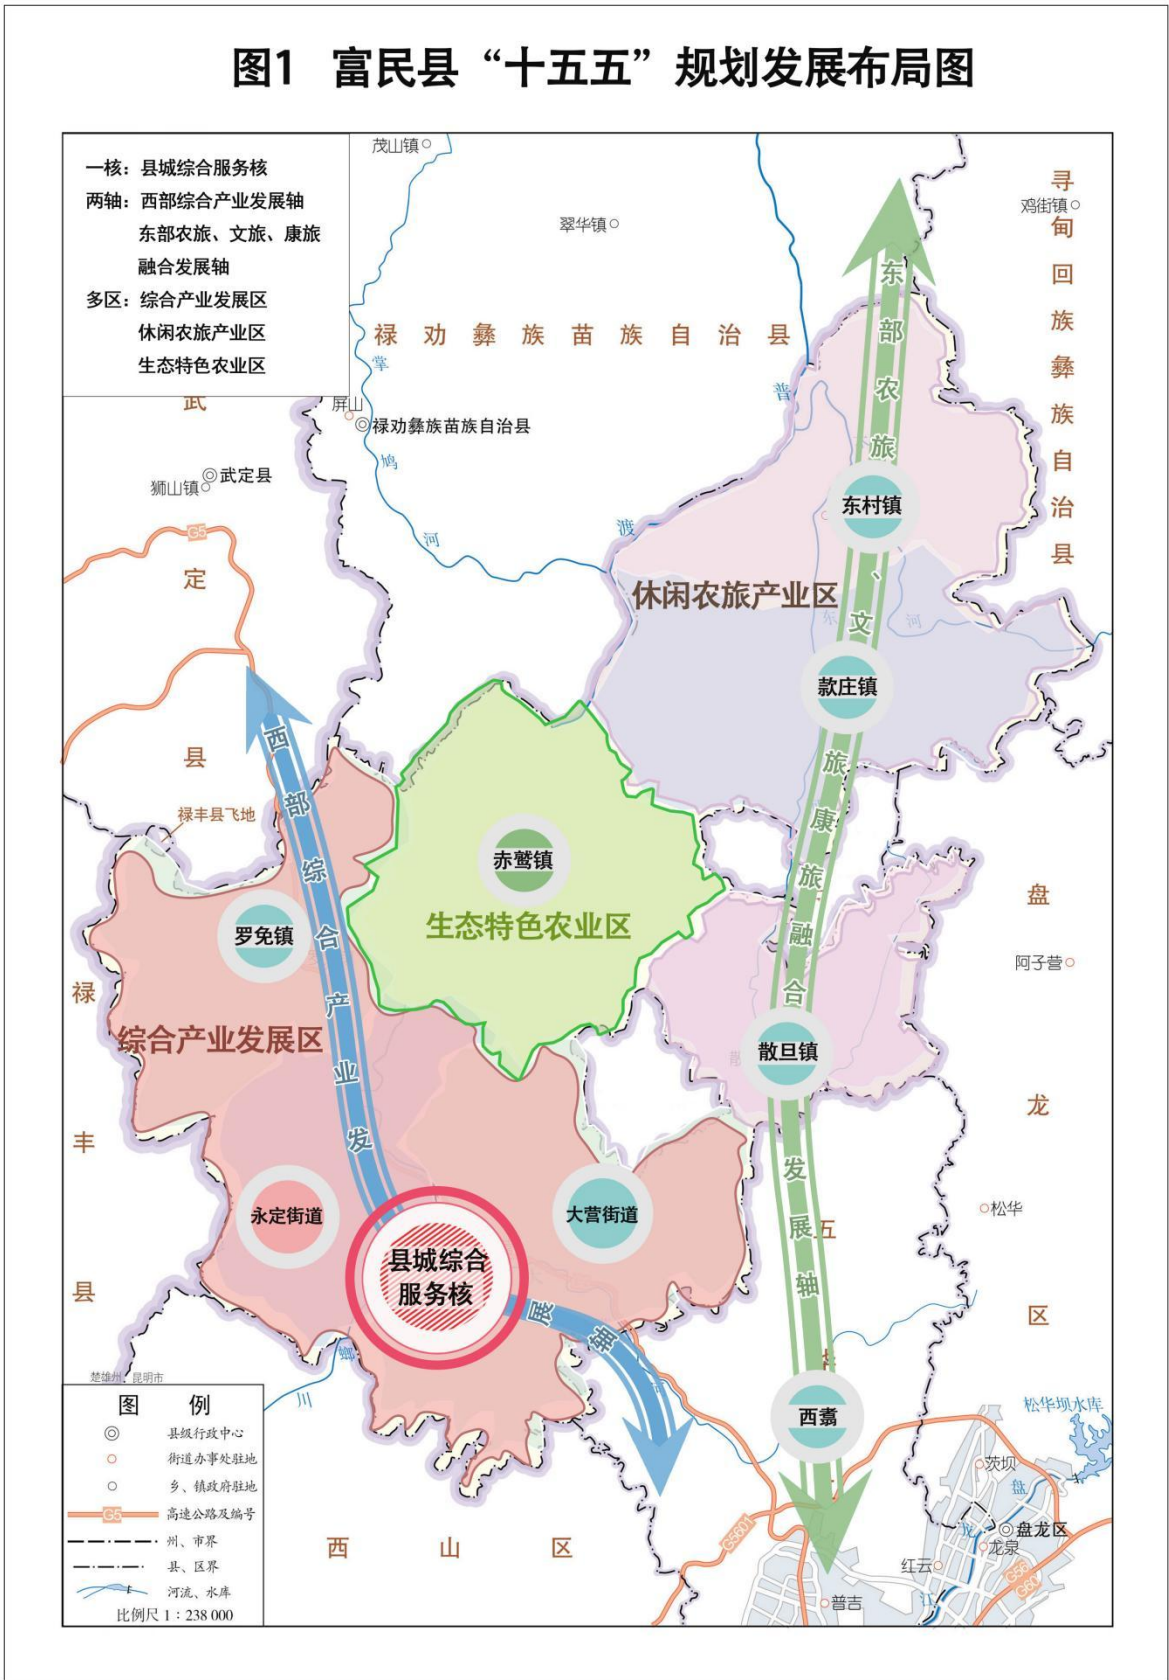 图1 富民县“十五五”规划发展布局图
一核：县城综合服务核
两轴：西部综合产业发展轴
东部农旅、文旅、康旅
融合发展轴
多区：综合产业发展区
休闲农旅产业区
生态特色农业区
茂山镇
翠华镇
鸡街镇
寻甸回族彝族自治县
禄劝彝族苗族自治县
掌鸠河
普渡河
屏山
禄劝彝族苗族自治县
武定县
武定县
狮山镇
G5
东部农旅、文旅康旅融合发展轴
东村镇
休闲农旅产业区
东
河
款庄镇
西部综合产业发展轴
禄丰县飞地
赤鹫镇
生态特色农业区
罗免镇
综合产业发展区
散旦镇
盘龙区
阿子营
禄丰县
永定街道
大营街道
县城综合
服务核
松华
五
螂川
楚雄州
昆明市
西翥
松华坝水库
茨坝
盘龙江
盘龙区
龙泉
红云
普吉
G5601
G56
G60
西山区
图例
县级行政中心
街道办事处驻地
乡、镇政府驻地
G5 高速公路及编号
州、市界
县、区界
河流、水库
比例尺 1：238 000